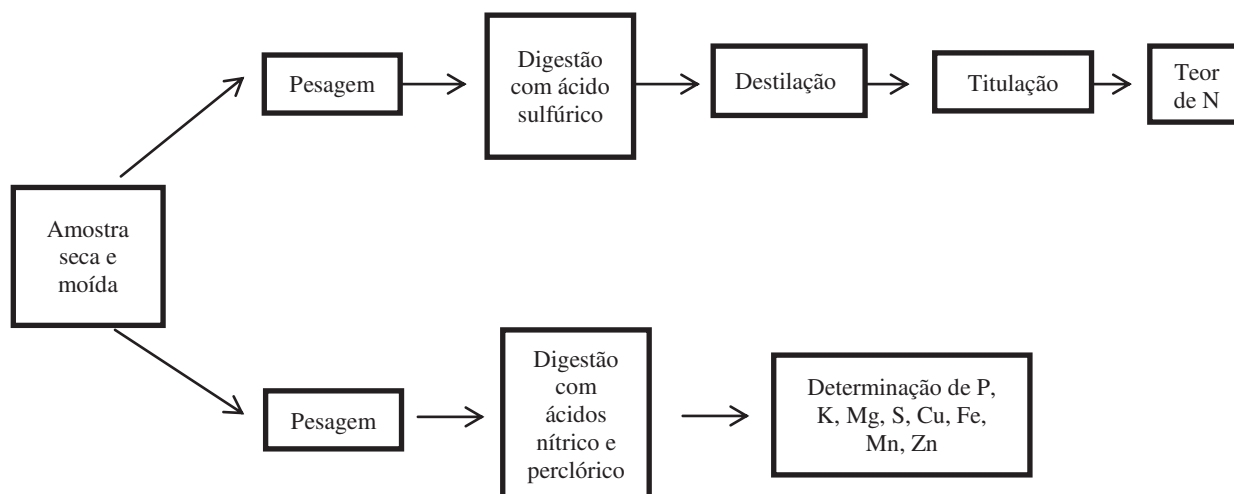 Pesagem
Digestão
com ácido
sulfúrico
Destilação
Titulação
Teor
de N
Amostra
seca e
moída
Pesagem
Digestão
com
ácidos
nítrico e
perclórico
Determinação de P,
K, Mg, S, Cu, Fe,
Mn, Zn